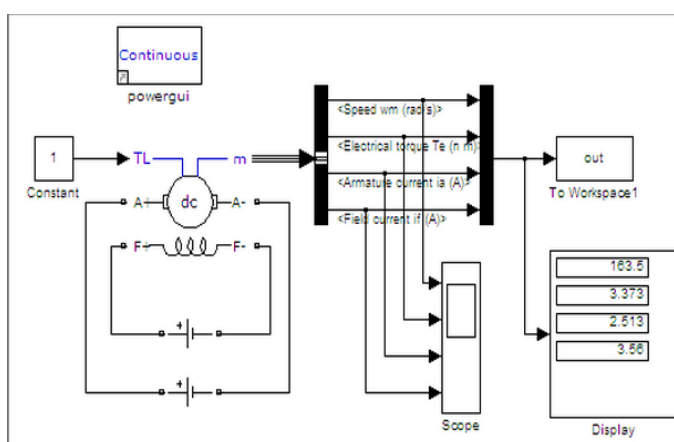 Continuous
powergui
1
Constant
TL
m
A+
dc
A-
F+
F-
+
+
<Speed wm (rad/s)>
<Electrical torque Te (n m)>
<Armature current ia (A)>
<Field current if (A)>
out
To Workspace1
163.5
3.373
2.513
3.56
Scope
Display